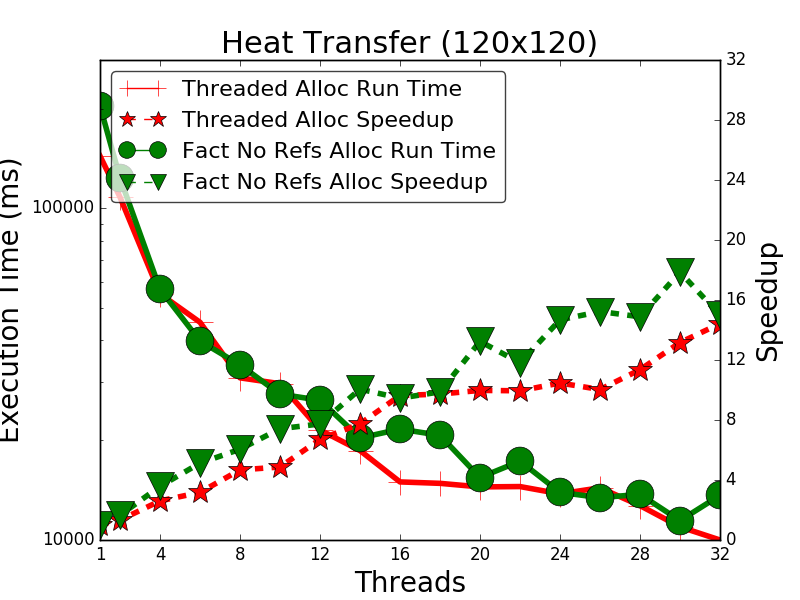 Heat Transfer (120x120)
Threaded Alloc Run Time
Threaded Alloc Speedup
Fact No Refs Alloc Run Time
Fact No Refs Alloc Speedup
Execution Time (ms)
100000
10000
32
28
24
20
16
12
8
4
0
Speedup
1 4 8 12 16 20 24 28 32
Threads